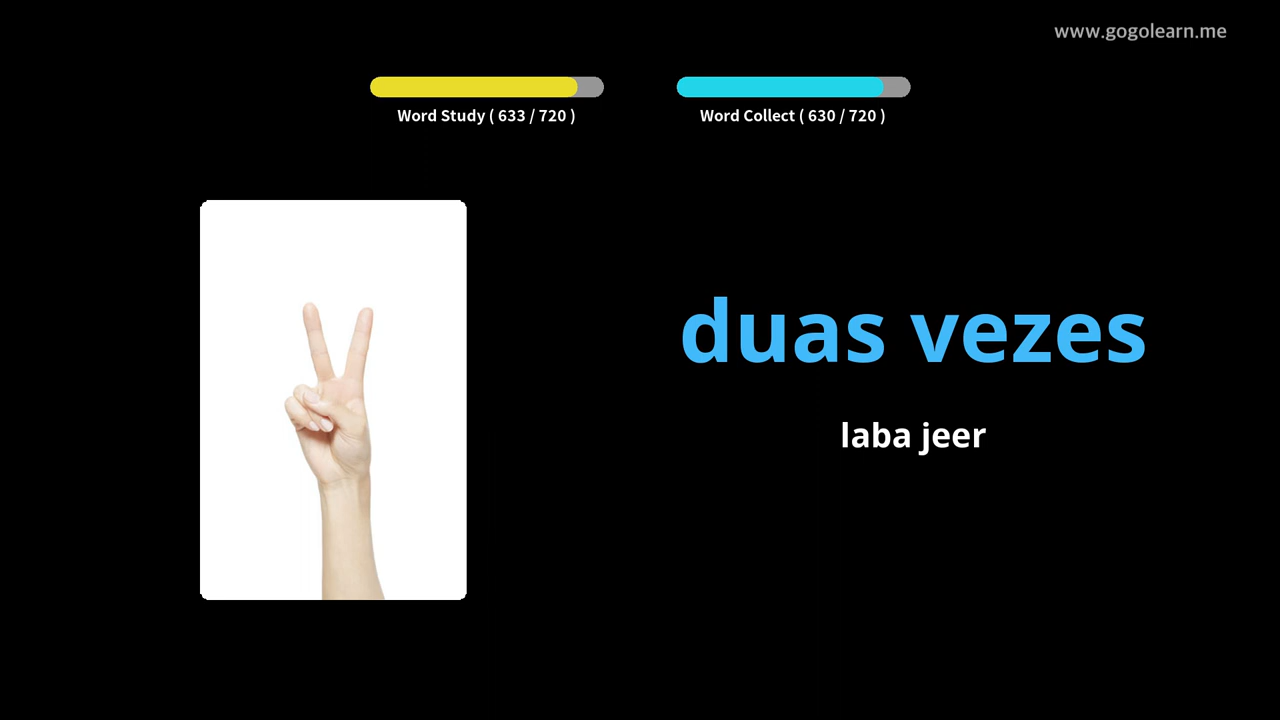 www.gogolearn.me
Word Study ( 633 / 720 )
Word Collect ( 630 / 720 )
duas vezes
laba jeer